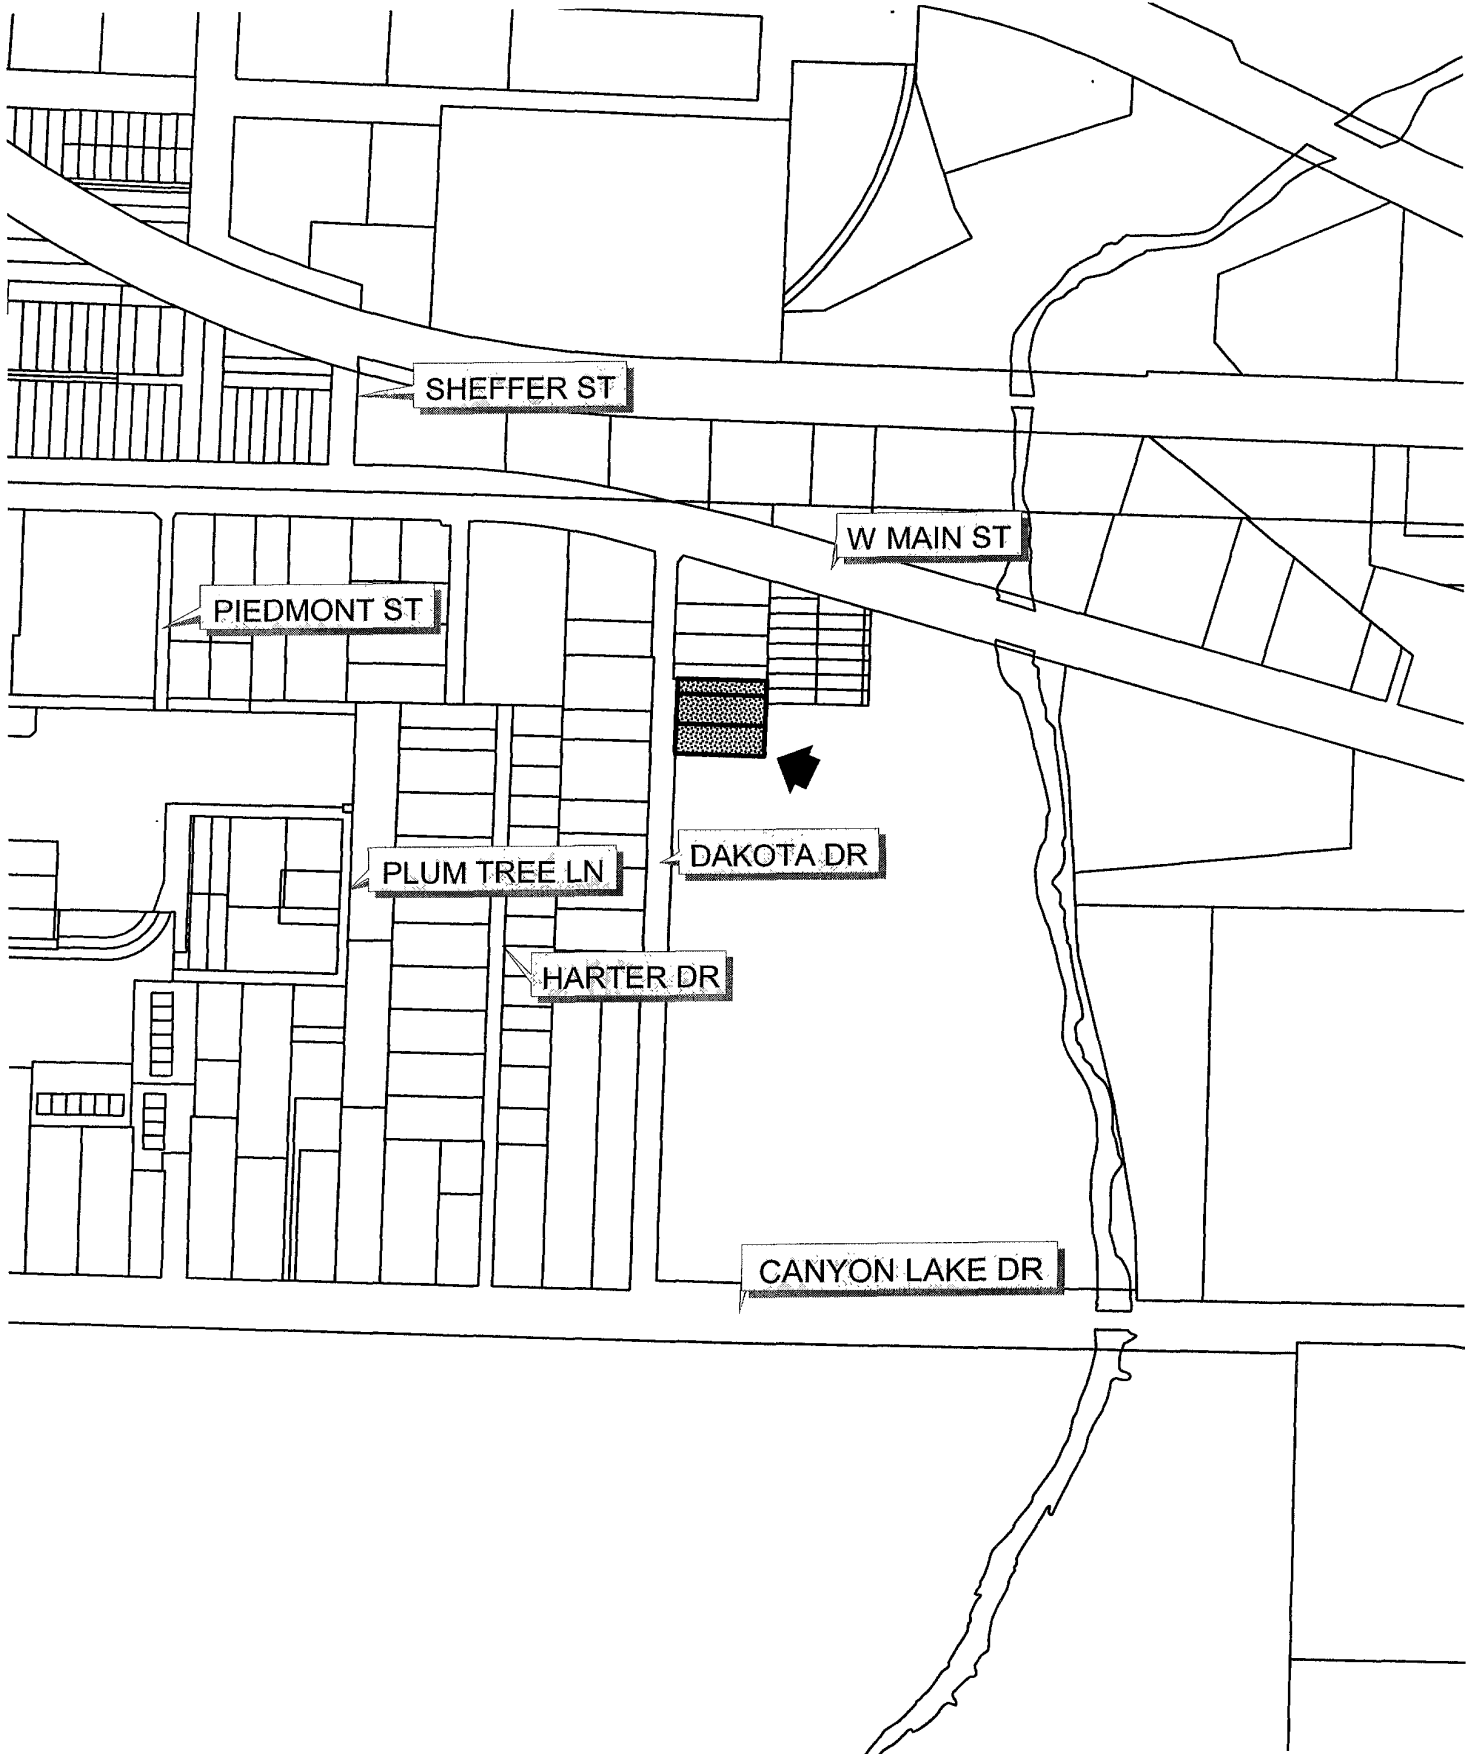 SHEFFER ST
W MAIN ST
PIEDMONT ST
DAKOTA DR
PLUM TREE LN
HARTER DR
CANYON LAKE DR